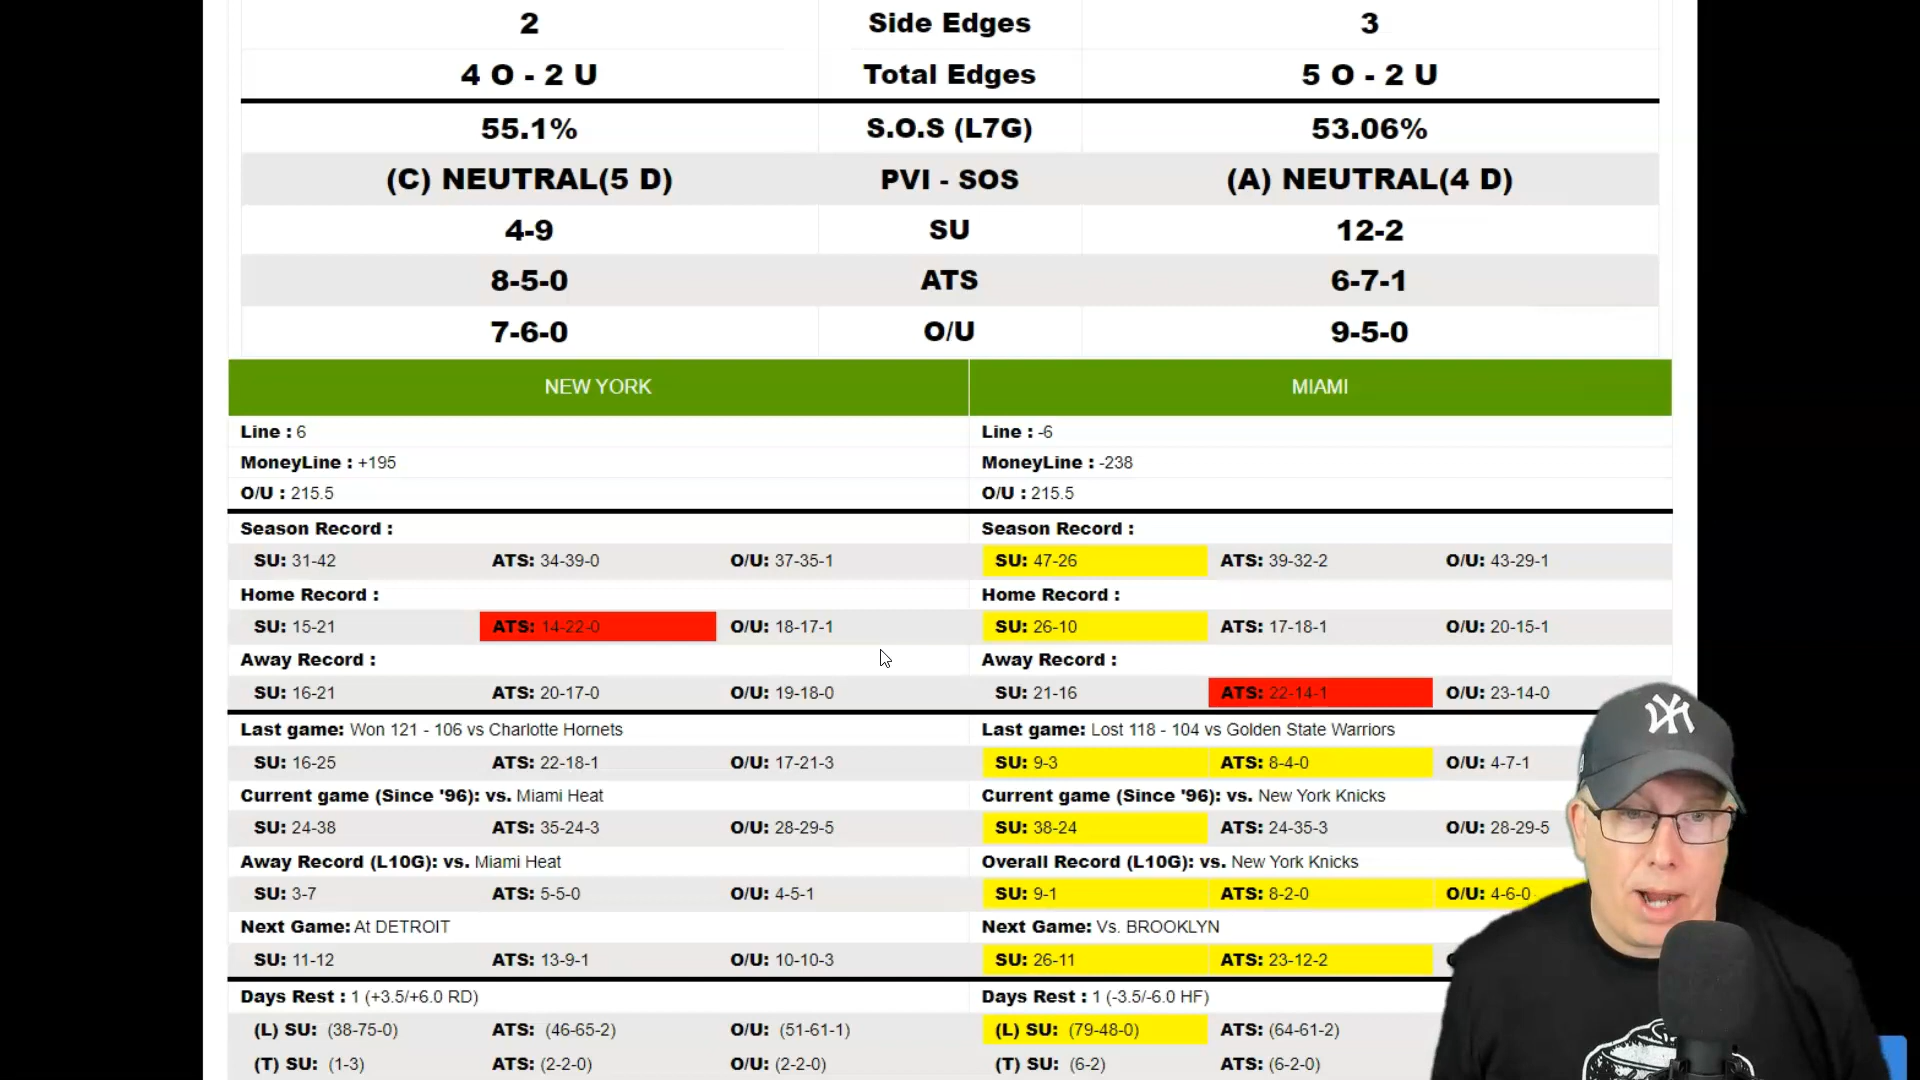 2 Side Edges 3
4 O - 2 U Total Edges 5 O - 2 U
55.1% S.O.S (L7G) 53.06%
(C) NEUTRAL(5 D) PVI - SOS (A) NEUTRAL(4 D)
4-9 SU 12-2
8-5-0 ATS 6-7-1
7-6-0 O/U 9-5-0
NEW YORK MIAMI
Line : 6 Line : -6
MoneyLine : +195 MoneyLine : -238
O/U : 215.5 O/U : 215.5
Season Record : Season Record :
SU: 31-42 ATS: 34-39-0 O/U: 37-35-1 SU: 47-26 ATS: 39-32-2 O/U: 43-29-1
Home Record : Home Record :
SU: 15-21 ATS: 14-22-0 O/U: 18-17-1 SU: 26-10 ATS: 17-18-1 O/U: 20-15-1
Away Record : Away Record :
SU: 16-21 ATS: 20-17-0 O/U: 19-18-0 SU: 21-16 ATS: 22-14-1 O/U: 23-14-0
Last game: Won 121 - 106 vs Charlotte Hornets Last game: Lost 118 - 104 vs Golden State Warriors
SU: 16-25 ATS: 22-18-1 O/U: 17-21-3 SU: 9-3 ATS: 8-4-0 O/U: 4-7-1
Current game (Since '96): vs. Miami Heat Current game (Since '96): vs. New York Knicks
SU: 24-38 ATS: 35-24-3 O/U: 28-29-5 SU: 38-24 ATS: 24-35-3 O/U: 28-29-5
Away Record (L10G): vs. Miami Heat Overall Record (L10G): vs. New York Knicks
SU: 3-7 ATS: 5-5-0 O/U: 4-5-1 SU: 9-1 ATS: 8-2-0 O/U: 4-6-0
Next Game: At DETROIT Next Game: Vs. BROOKLYN
SU: 11-12 ATS: 13-9-1 O/U: 10-10-3 SU: 26-11 ATS: 23-12-2
Days Rest : 1 (+3.5/+6.0 RD) Days Rest : 1 (-3.5/-6.0 HF)
(L) SU: (38-75-0) ATS: (46-65-2) O/U: (51-61-1) (L) SU: (79-48-0) ATS: (64-61-2)
(T) SU: (1-3) ATS: (2-2-0) O/U: (2-2-0) (T) SU: (6-2) ATS: (6-2-0)
NY